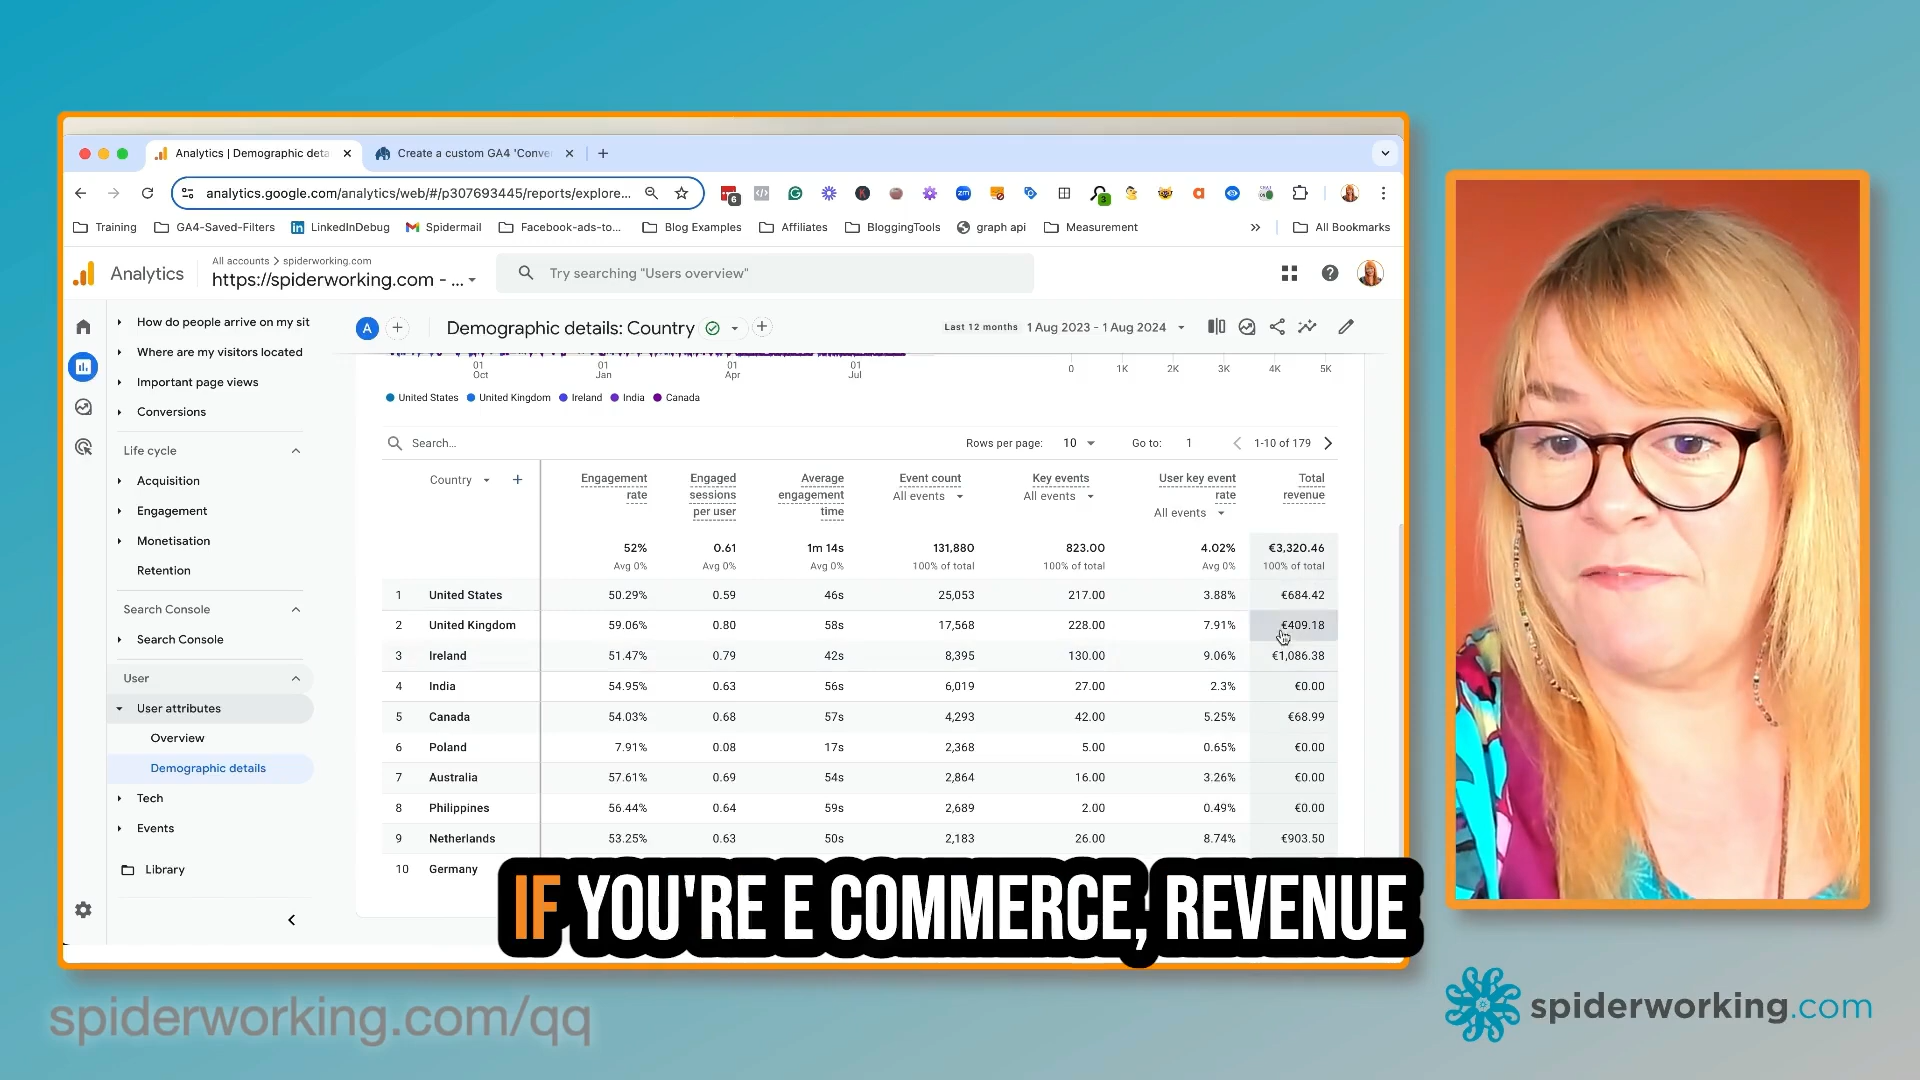 Analytics | Demographic deta
Create a custom GA4 'Conve
analytics.google.com/analytics/web/#/p307693445/reports/explore...
6
3
Training
GA4-Saved-Filters
LinkedInDebug
Spidermail
Facebook-ads-to...
Blog Examples
Affiliates
BloggingTools
graph api
Measurement
All Bookmarks
Analytics
All accounts > spiderworking.com
https://spiderworking.com - ...
Try searching "Users overview"
How do people arrive on my sit
Where are my visitors located
Important page views
Conversions
Life cycle
Acquisition
Engagement
Monetisation
Retention
Search Console
Search Console
User
User attributes
Overview
Demographic details
Tech
Events
Library
A
Demographic details: Country
Last 12 months 1 Aug 2023 - 1 Aug 2024
01 Oct
01 Jan
01 Apr
01 Jul
0 1K 2K 3K 4K 5K
United States United Kingdom Ireland India Canada
Search...
Rows per page: 10
Go to: 1
1-10 of 179
Country
Engagement rate
Engaged sessions per user
Average engagement time
Event count All events
Key events All events
User key event rate All events
Total revenue
52% 0.61 1m 14s 131,880 823.00 4.02% €3,320.46
Avg 0% Avg 0% Avg 0% 100% of total 100% of total Avg 0% 100% of total
1 United States 50.29% 0.59 46s 25,053 217.00 3.88% €684.42
2 United Kingdom 59.06% 0.80 58s 17,568 228.00 7.91% €409.18
3 Ireland 51.47% 0.79 42s 8,395 130.00 9.06% €1,086.38
4 India 54.95% 0.63 56s 6,019 27.00 2.3% €0.00
5 Canada 54.03% 0.68 57s 4,293 42.00 5.25% €68.99
6 Poland 7.91% 0.08 17s 2,368 5.00 0.65% €0.00
7 Australia 57.61% 0.69 54s 2,864 16.00 3.26% €0.00
8 Philippines 56.44% 0.64 59s 2,689 2.00 0.49% €0.00
9 Netherlands 53.25% 0.63 50s 2,183 26.00 8.74% €903.50
10 Germany
IF YOU'RE E COMMERCE, REVENUE
spiderworking.com/qq
spiderworking.com